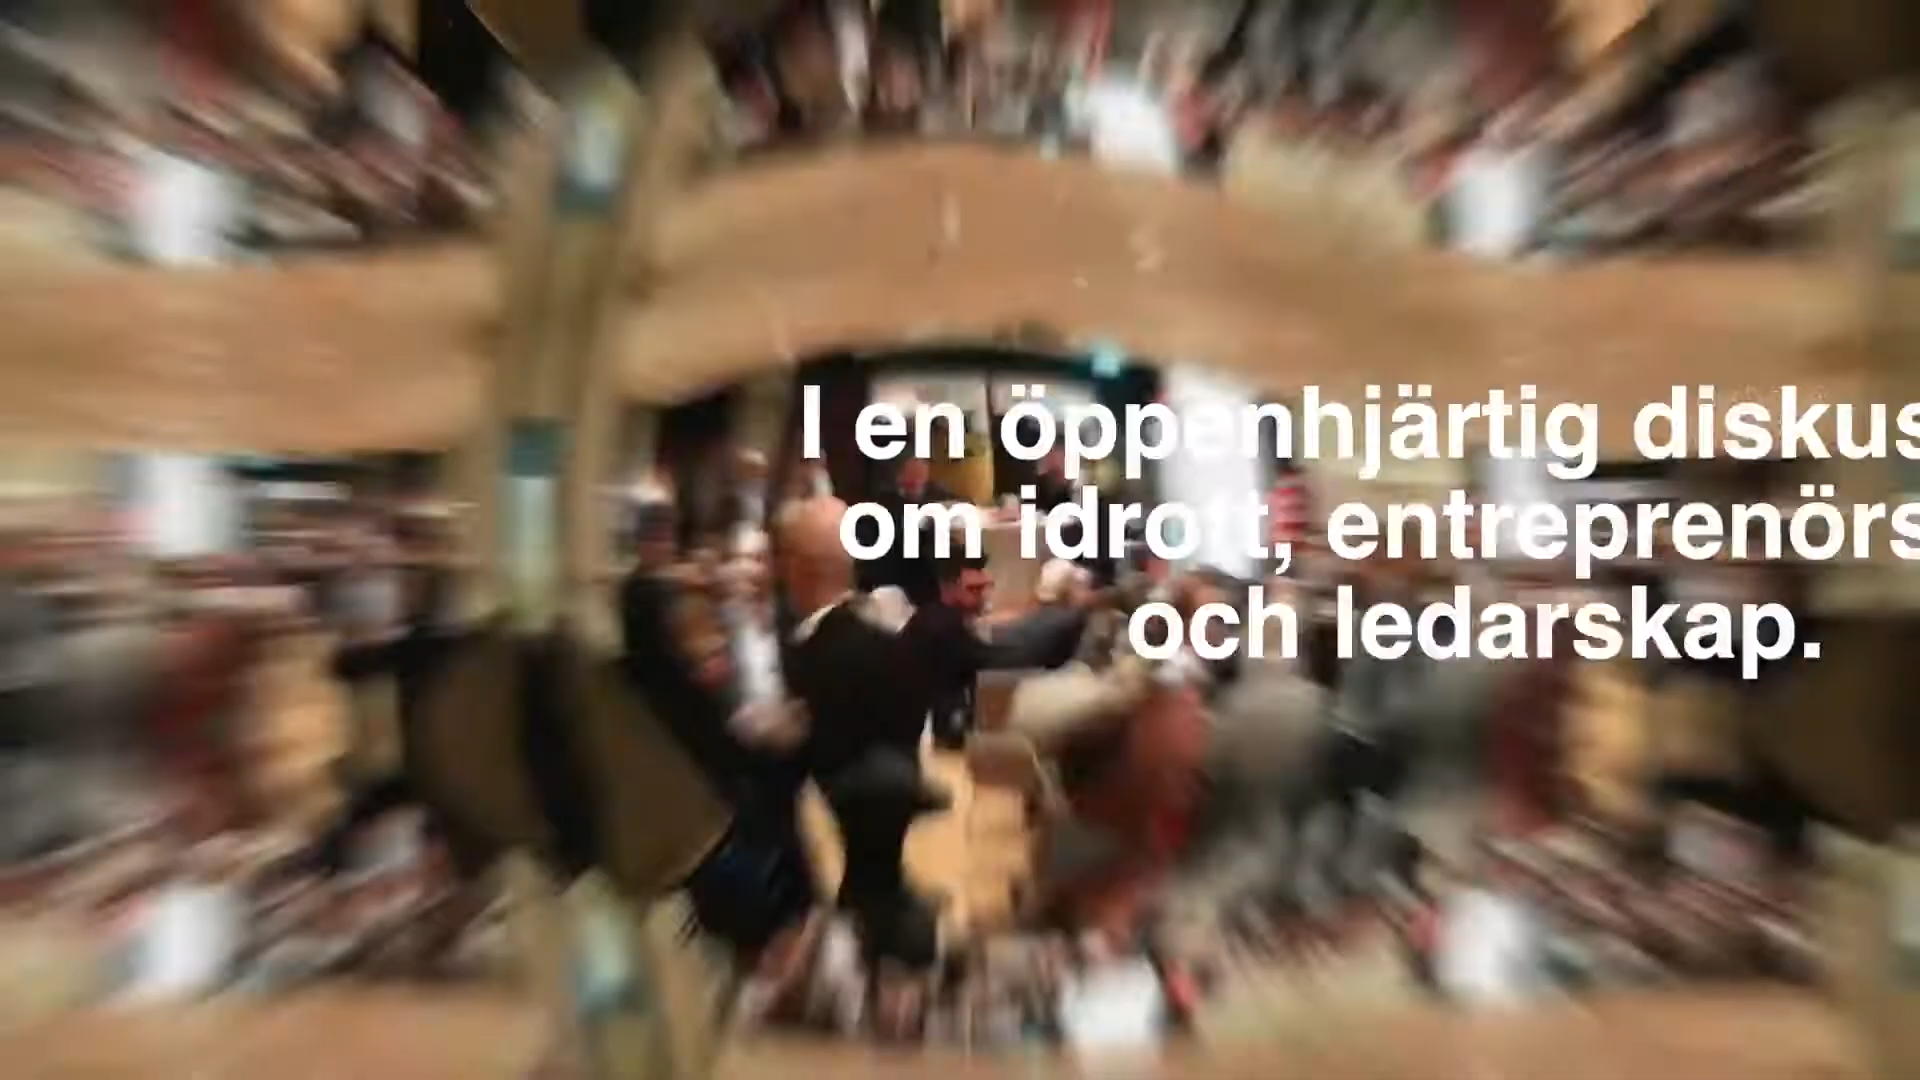 I en öppenhjärtig diskus
om idrott, entreprenörs
och ledarskap.